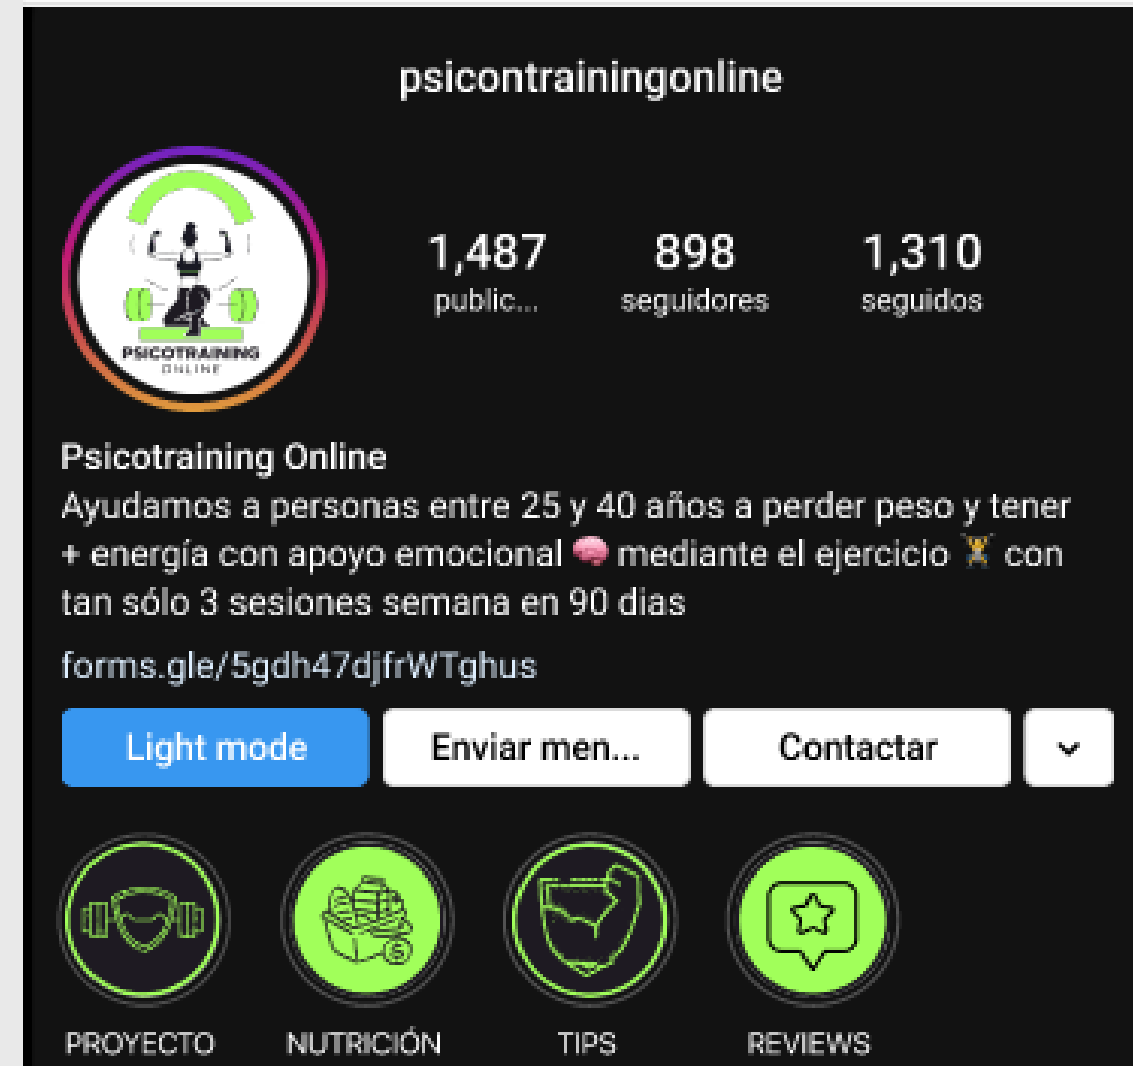 psicontrainingonline
1,487 898 1,310
public... seguidores seguidos
PSICOTRAINING
ONLINE
Psicotraining Online
Ayudamos a personas entre 25 y 40 años a perder peso y tener
+ energía con apoyo emocional 🧠 mediante el ejercicio 🏋 con
tan sólo 3 sesiones semana en 90 dias
forms.gle/5gdh47djfrWTghus
Light mode Enviar men... Contactar
PROYECTO NUTRICIÓN TIPS REVIEWS